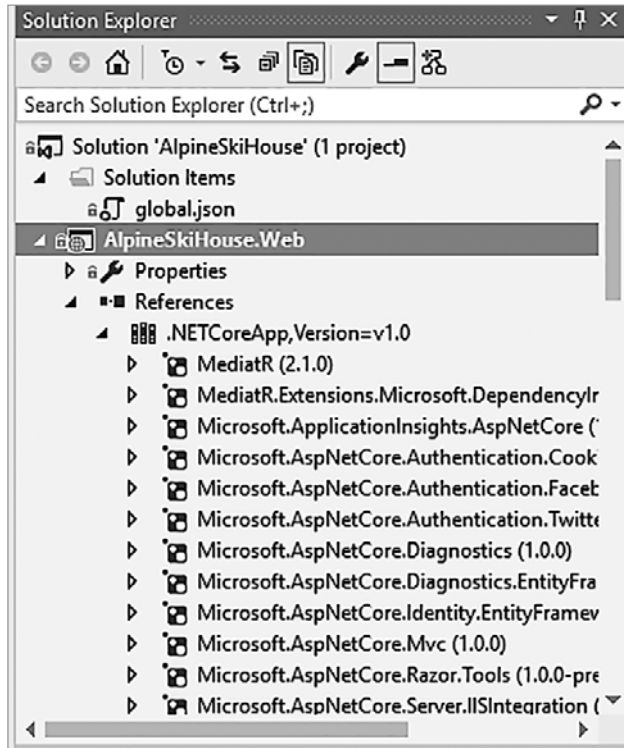 Solution Explorer
Search Solution Explorer (Ctrl+;)
Solution 'AlpineSkiHouse' (1 project)
Solution Items
global.json
AlpineSkiHouse.Web
Properties
References
.NETCoreApp,Version=v1.0
MediatR (2.1.0)
MediatR.Extensions.Microsoft.DependencyIr
Microsoft.ApplicationInsights.AspNetCore (
Microsoft.AspNetCore.Authentication.Cook
Microsoft.AspNetCore.Authentication.Faceb
Microsoft.AspNetCore.Authentication.Twitte
Microsoft.AspNetCore.Diagnostics (1.0.0)
Microsoft.AspNetCore.Diagnostics.EntityFra
Microsoft.AspNetCore.Identity.EntityFramew
Microsoft.AspNetCore.Mvc (1.0.0)
Microsoft.AspNetCore.Razor.Tools (1.0.0-pre
Microsoft.AspNetCore.Server.IISIntegration (